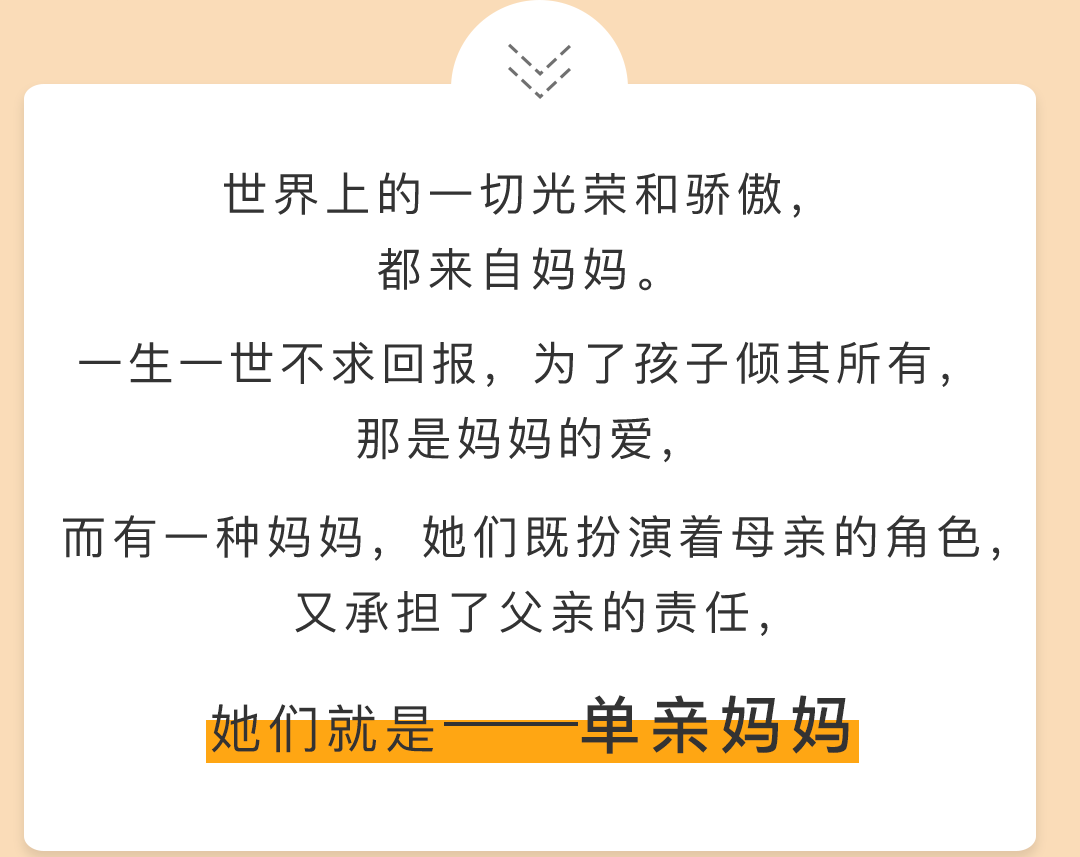 世界上的一切光荣和骄傲，
都来自妈妈。
一生一世不求回报，为了孩子倾其所有，
那是妈妈的爱，
而有一种妈妈，她们既扮演着母亲的角色，
又承担了父亲的责任，
她们就是——单亲妈妈